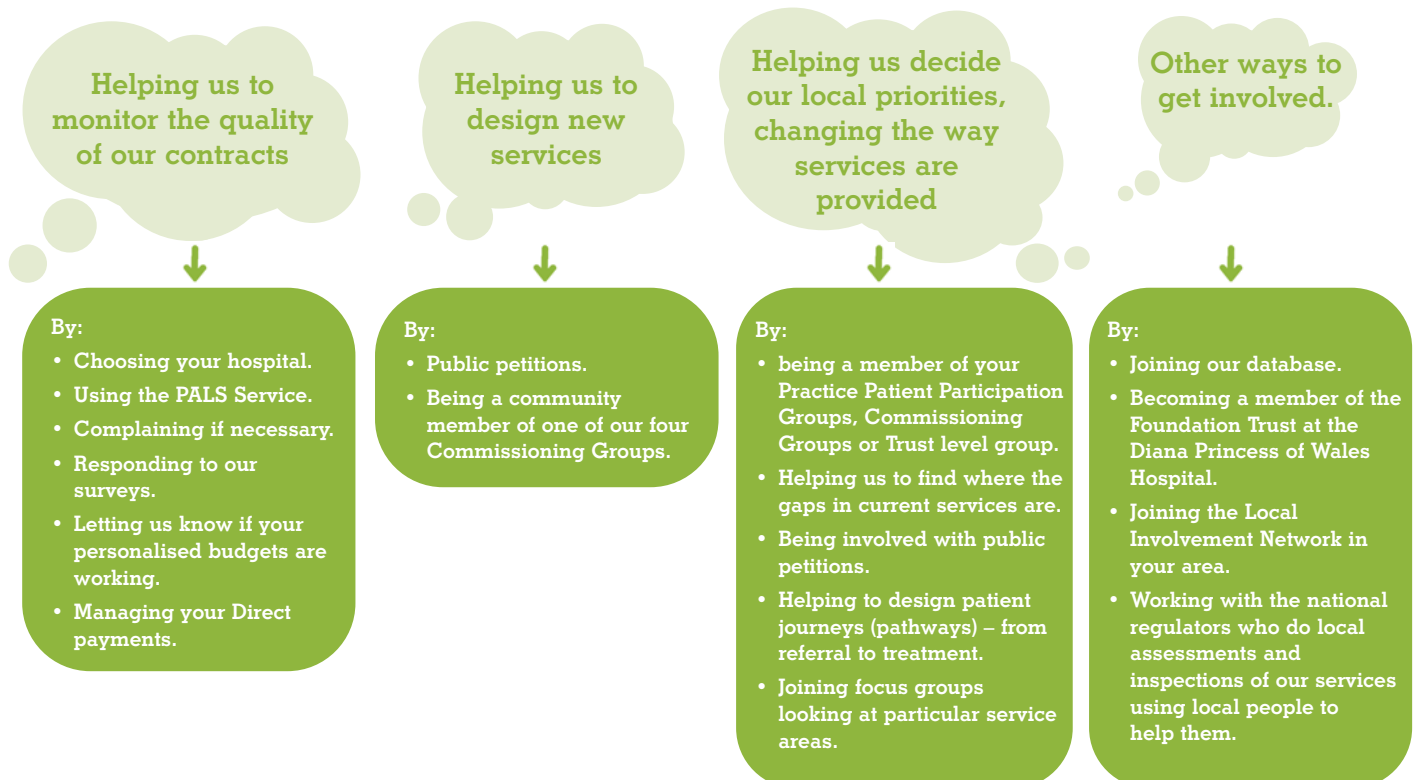 Helping us to
monitor the quality
of our contracts
By:
• Choosing your hospital.
• Using the PALS Service.
• Complaining if necessary.
• Responding to our
surveys.
• Letting us know if your
personalised budgets are
working.
• Managing your Direct
payments.
Helping us to
design new
services
By:
• Public petitions.
• Being a community
member of one of our four
Commissioning Groups.
Helping us decide
our local priorities,
changing the way
services are
provided
By:
• being a member of your
Practice Patient Participation
Groups, Commissioning
Groups or Trust level group.
• Helping us to find where the
gaps in current services are.
• Being involved with public
petitions.
• Helping to design patient
journeys (pathways) – from
referral to treatment.
• Joining focus groups
looking at particular service
areas.
Other ways to
get involved.
By:
• Joining our database.
• Becoming a member of the
Foundation Trust at the
Diana Princess of Wales
Hospital.
• Joining the Local
Involvement Network in
your area.
• Working with the national
regulators who do local
assessments and
inspections of our services
using local people to
help them.